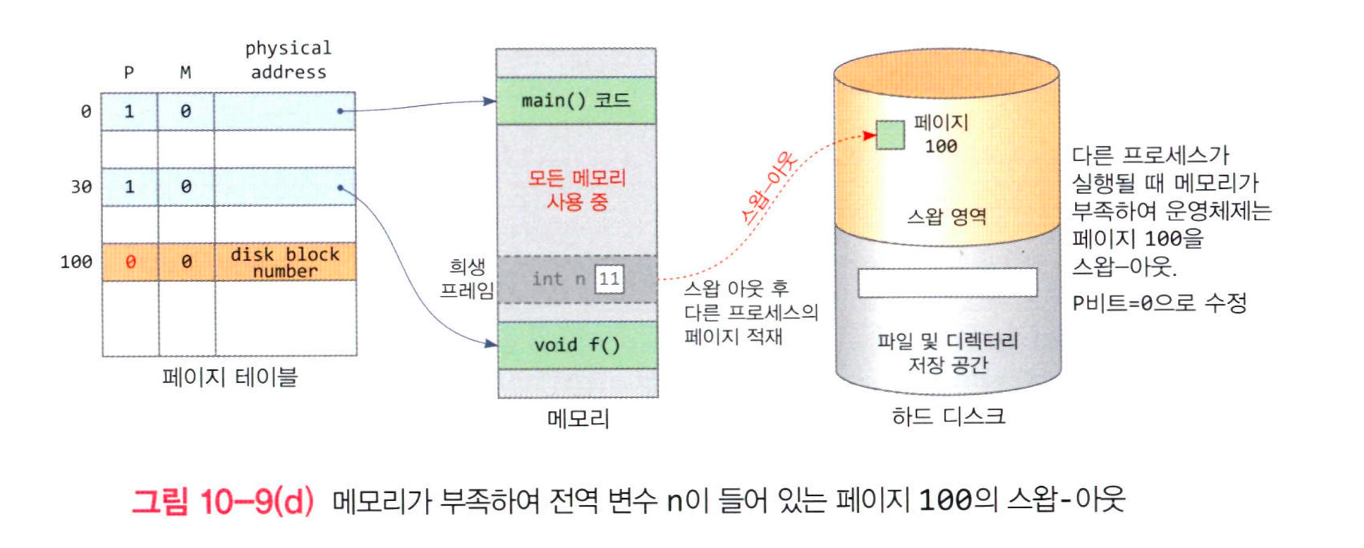 physical
P M address
0 1 0
30 1 0
100 0 0 disk block
number
페이지 테이블
main() 코드
모든 메모리
사용 중
희생
프레임
int n 11
void f()
메모리
스왑-아웃
스왑 아웃 후
다른 프로세스의
페이지 적재
페이지
100
스왑 영역
파일 및 디렉터리
저장 공간
하드 디스크
다른 프로세스가
실행될 때 메모리가
부족하여 운영체제는
페이지 100을
스왑-아웃.
P비트=0으로 수정
그림 10-9(d) 메모리가 부족하여 전역 변수 n이 들어 있는 페이지 100의 스왑-아웃